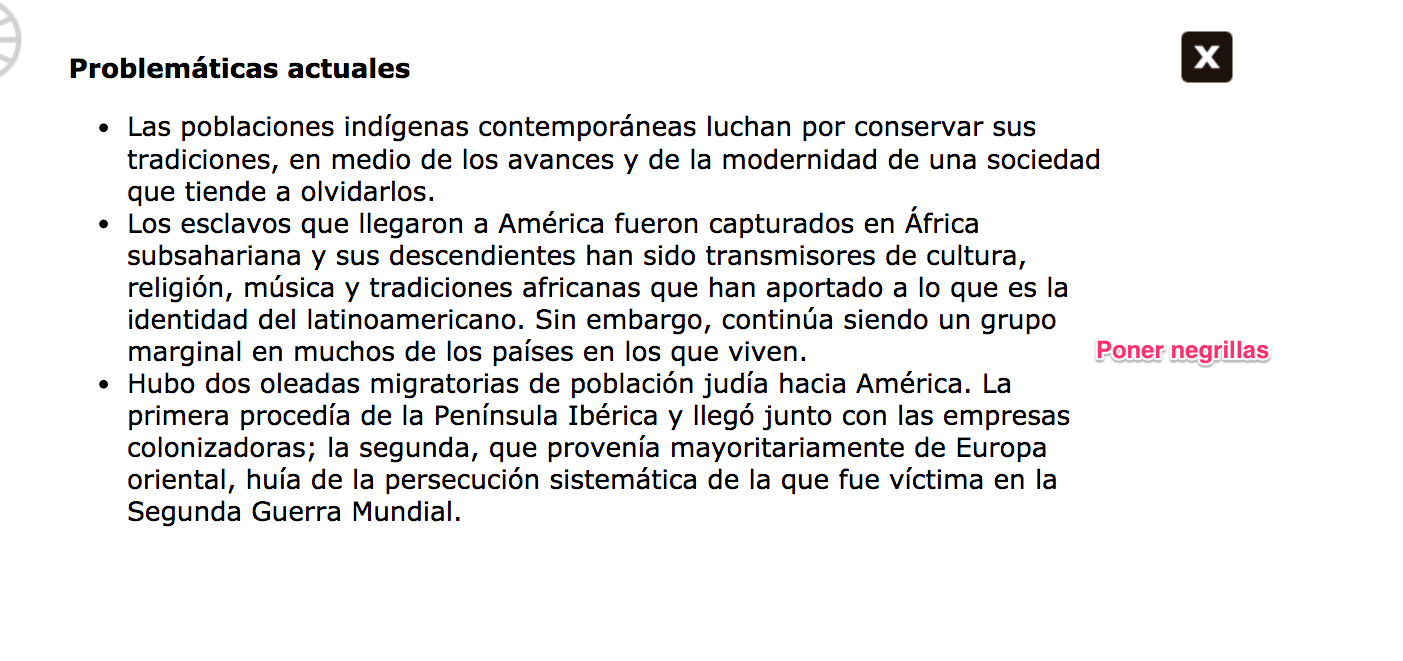 X
Problemáticas actuales
• Las poblaciones indígenas contemporáneas luchan por conservar sus
tradiciones, en medio de los avances y de la modernidad de una sociedad
que tiende a olvidarlos.
• Los esclavos que llegaron a América fueron capturados en África
subsahariana y sus descendientes han sido transmisores de cultura,
religión, música y tradiciones africanas que han aportado a lo que es la
identidad del latinoamericano. Sin embargo, continúa siendo un grupo
marginal en muchos de los países en los que viven.
Poner negrillas
• Hubo dos oleadas migratorias de población judía hacia América. La
primera procedía de la Península Ibérica y llegó junto con las empresas
colonizadoras; la segunda, que provenía mayoritariamente de Europa
oriental, huía de la persecución sistemática de la que fue víctima en la
Segunda Guerra Mundial.